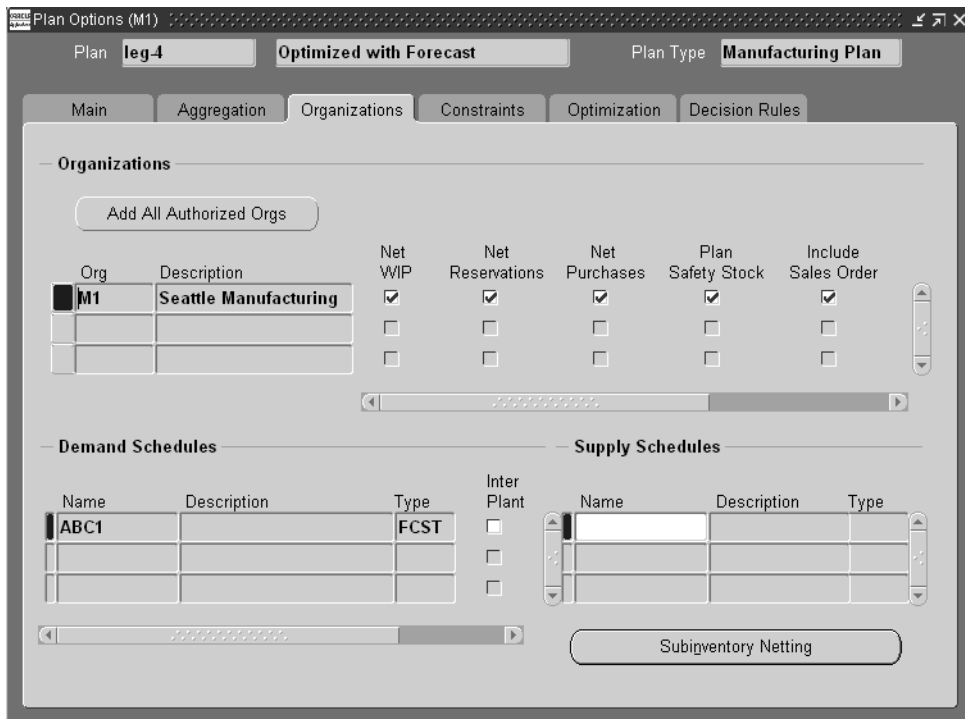 Plan Options (M1)
Plan leg-4 Optimized with Forecast Plan Type Manufacturing Plan
Main Aggregation Organizations Constraints Optimization Decision Rules
Organizations
Add All Authorized Orgs
Net Net Net Plan Include
Org Description WIP Reservations Purchases Safety Stock Sales Order
M1 Seattle Manufacturing
Demand Schedules Supply Schedules
Inter
Name Description Type Plant Name Description Type
ABC1 FCST
Subinventory Netting